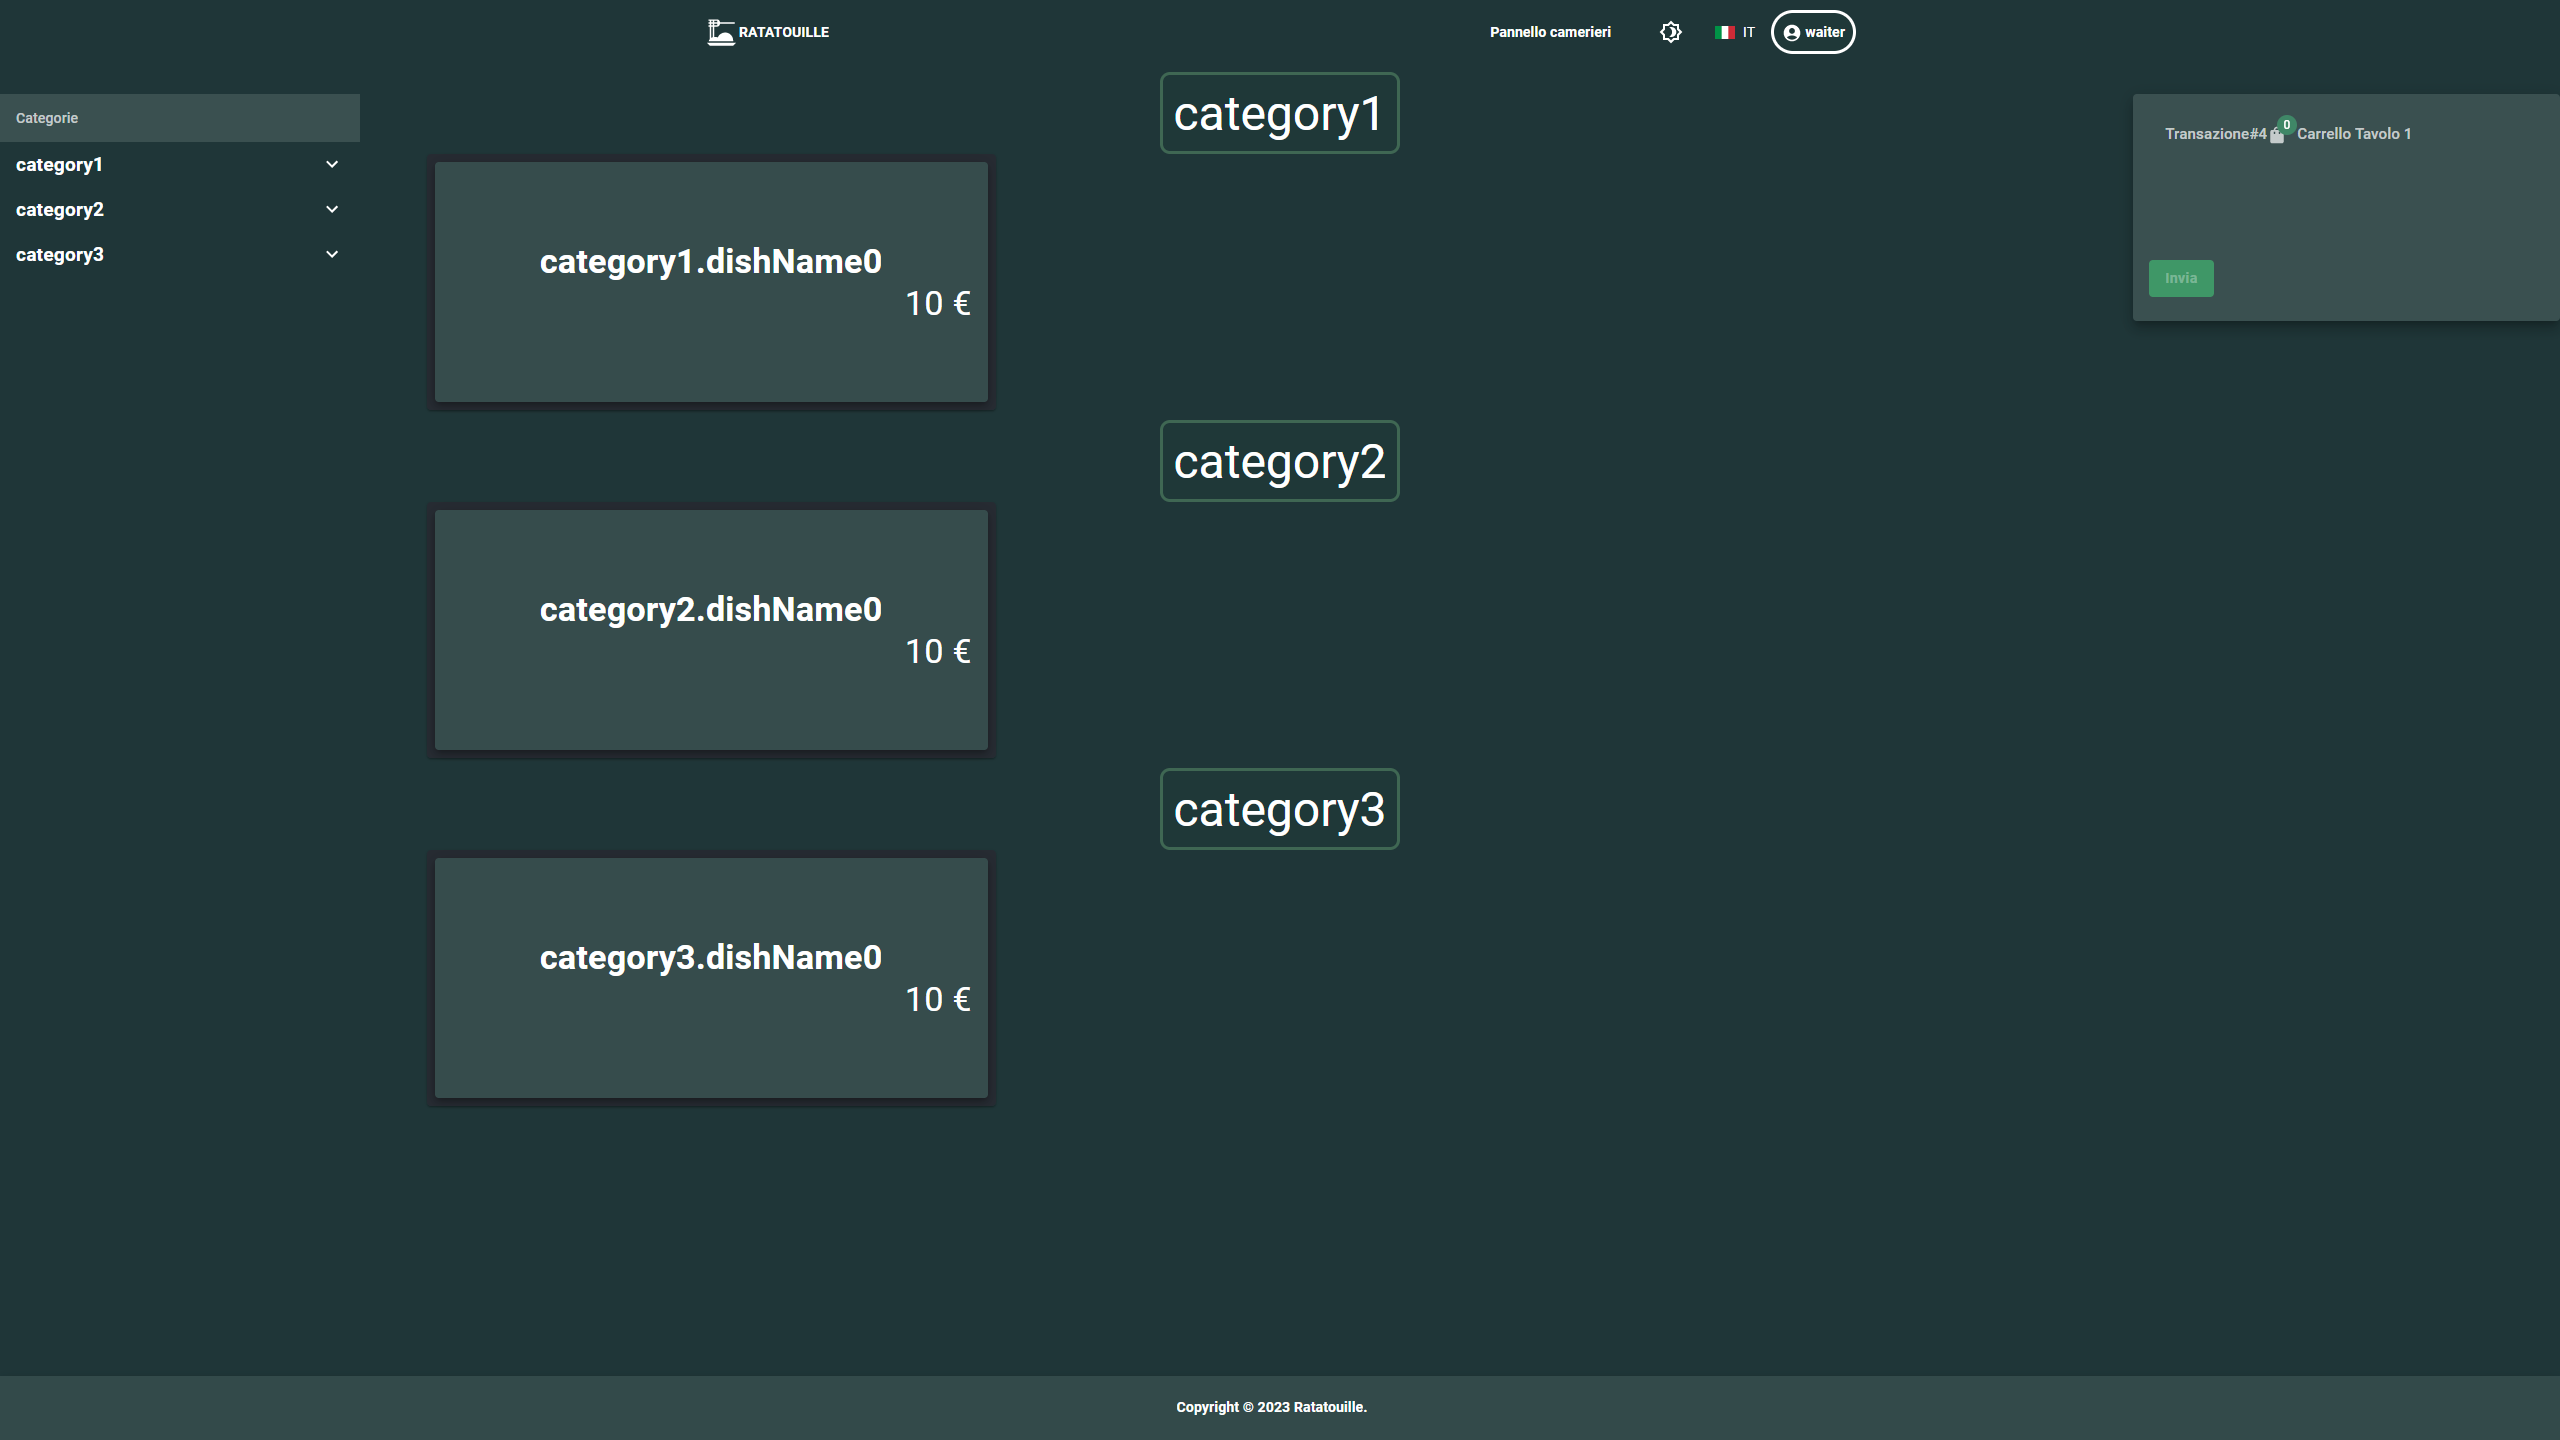 RATATOUILLE
Pannello camerieri
IT
waiter
Categorie
category1
category2
category3
category1
category1.dishName0
10 €
category2
category2.dishName0
10 €
category3
category3.dishName0
10 €
Transazione#4 0 Carrello Tavolo 1
Invia
Copyright © 2023 Ratatouille.